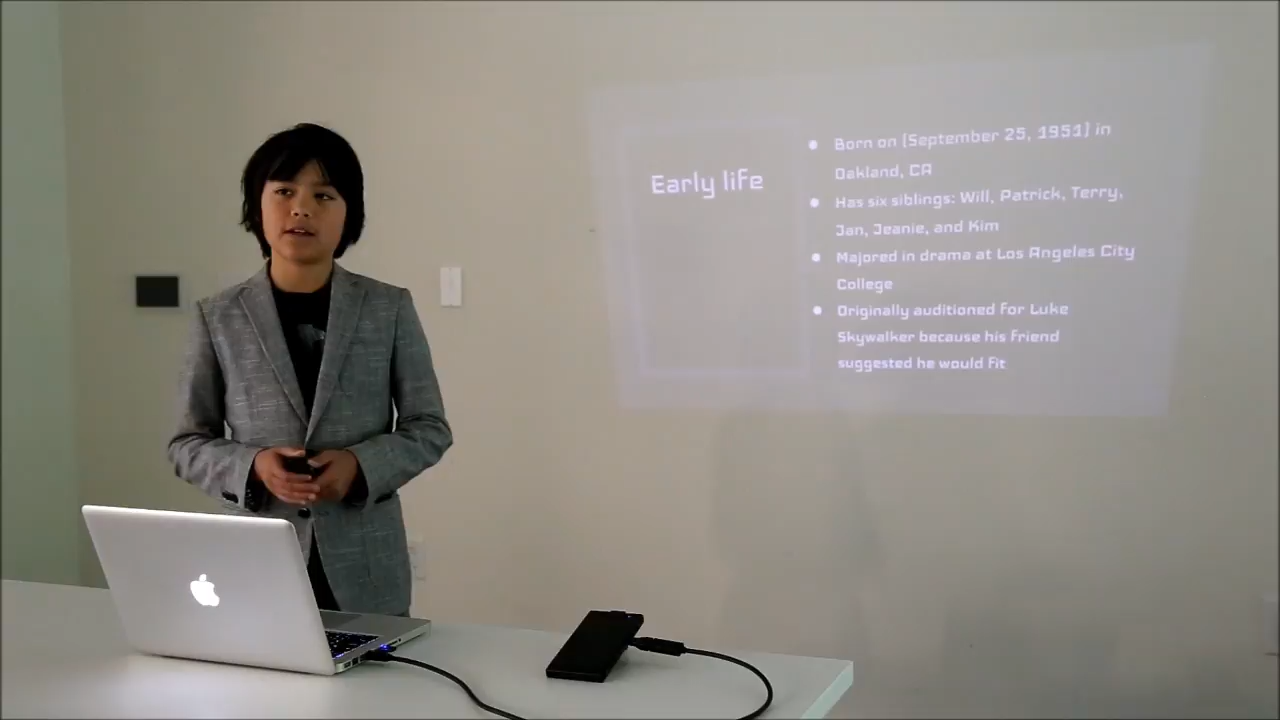 Early life
Born on (September 25, 1951) in
Oakland, CA
Has six siblings: Will, Patrick, Terry,
Jan, Jeanie, and Kim
Majored in drama at Los Angeles City
College
Originally auditioned for Luke
Skywalker because his friend
suggested he would fit